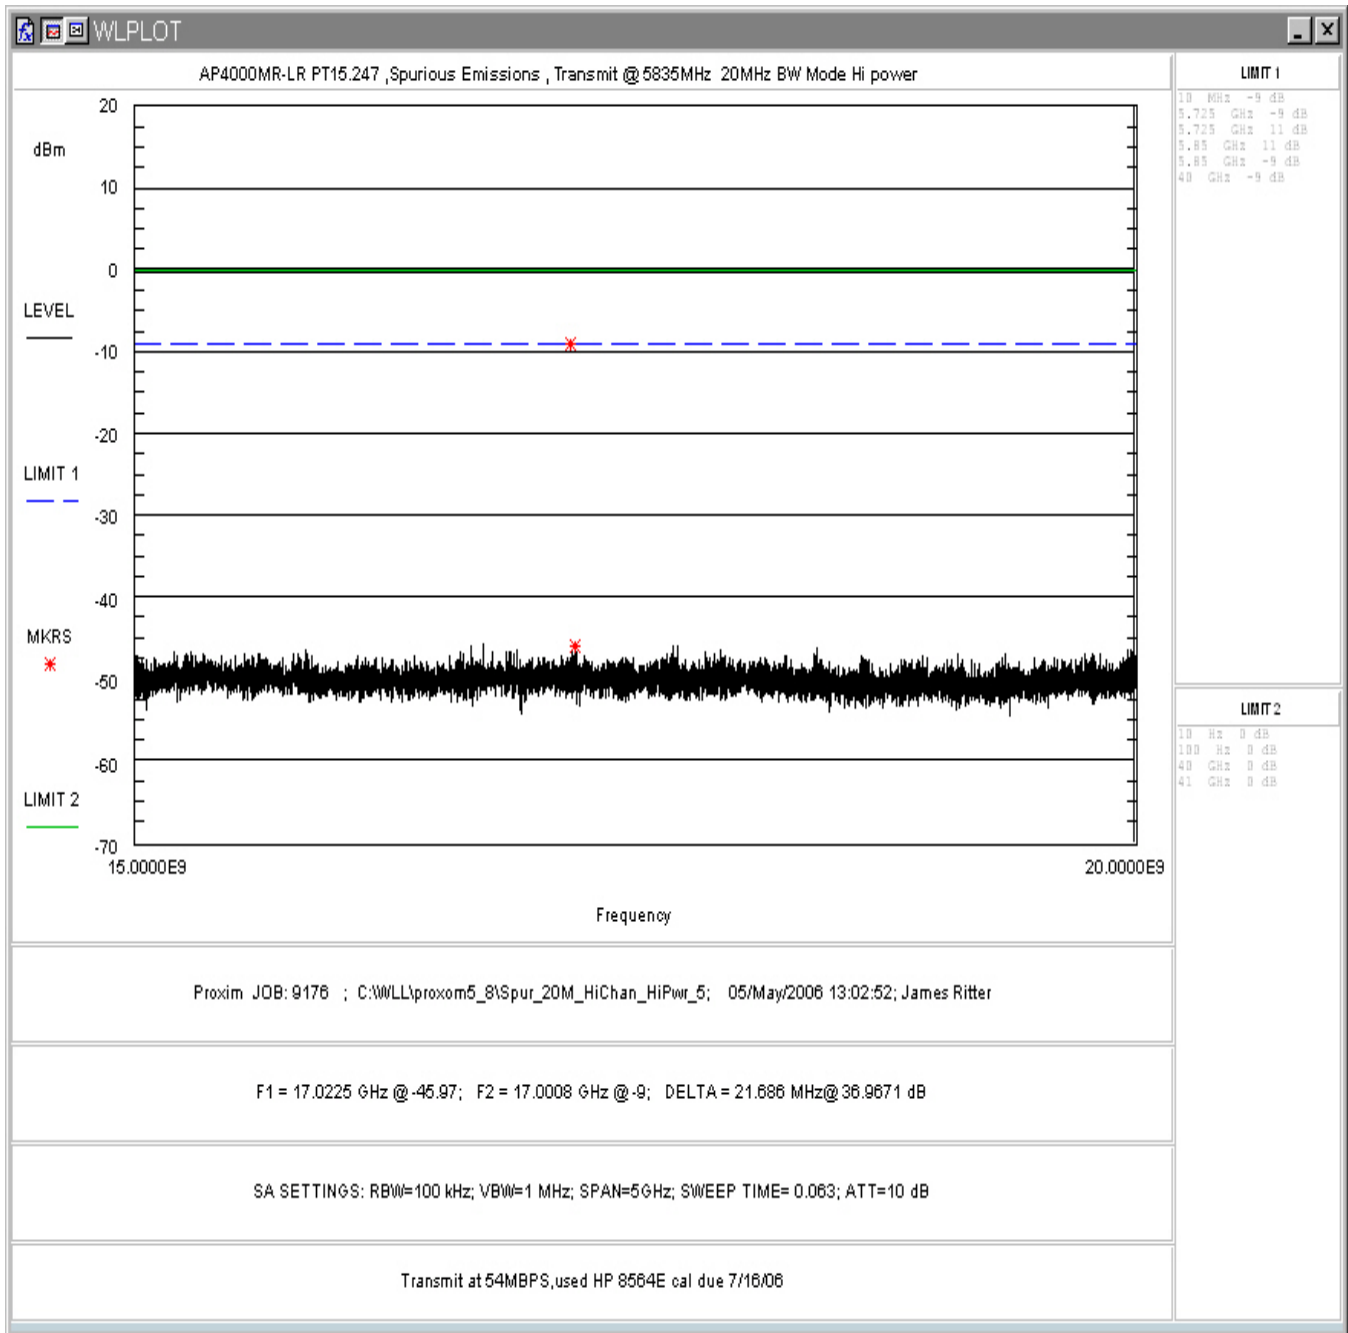 WLPLOT
AP4000MR-LR PT15.247 ,Spurious Emissions , Transmit @ 5835MHz 20MHz BW Mode Hi power
20
dBm
10
0
LEVEL
-10
-20
LIMIT 1
-30
-40
MKRS
-50
-60
LIMIT 2
-70
15.0000E9
20.0000E9
Frequency
LIMIT 1
10 MHz -9 dB
5.725 GHz -9 dB
5.725 GHz 11 dB
5.85 GHz 11 dB
5.85 GHz -9 dB
40 GHz -9 dB
LIMIT 2
10 Hz 0 dB
100 Hz 0 dB
40 GHz 0 dB
41 GHz 0 dB
Proxim JOB: 9176 ; C:\WLL\proxom5_8\Spur_20M_HiChan_HiPwr_5; 05/May/2006 13:02:52; James Ritter
F1 = 17.0225 GHz @ -45.97; F2 = 17.0008 GHz @ -9; DELTA = 21.686 MHz@ 36.9671 dB
SA SETTINGS: RBW=100 kHz; VBW=1 MHz; SPAN=5GHz; SWEEP TIME= 0.063; ATT=10 dB
Transmit at 54MBPS,used HP 8564E cal due 7/16/06